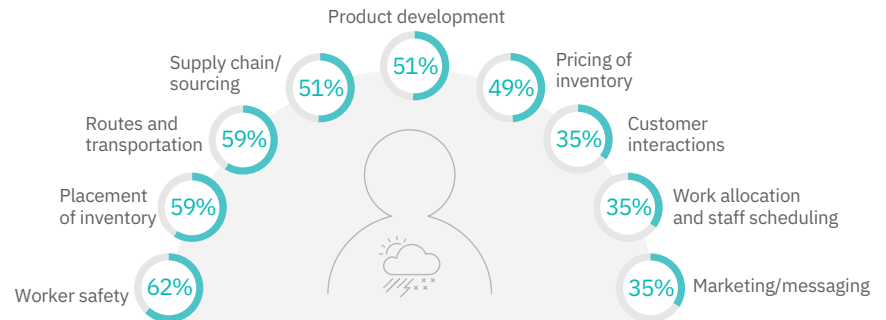 Product development
51%
Supply chain/
sourcing
51%
Pricing of
inventory
49%
Routes and
transportation
59%
Customer
interactions
35%
Placement
of inventory
59%
Work allocation
and staff scheduling
35%
Worker safety
62%
Marketing/messaging
35%